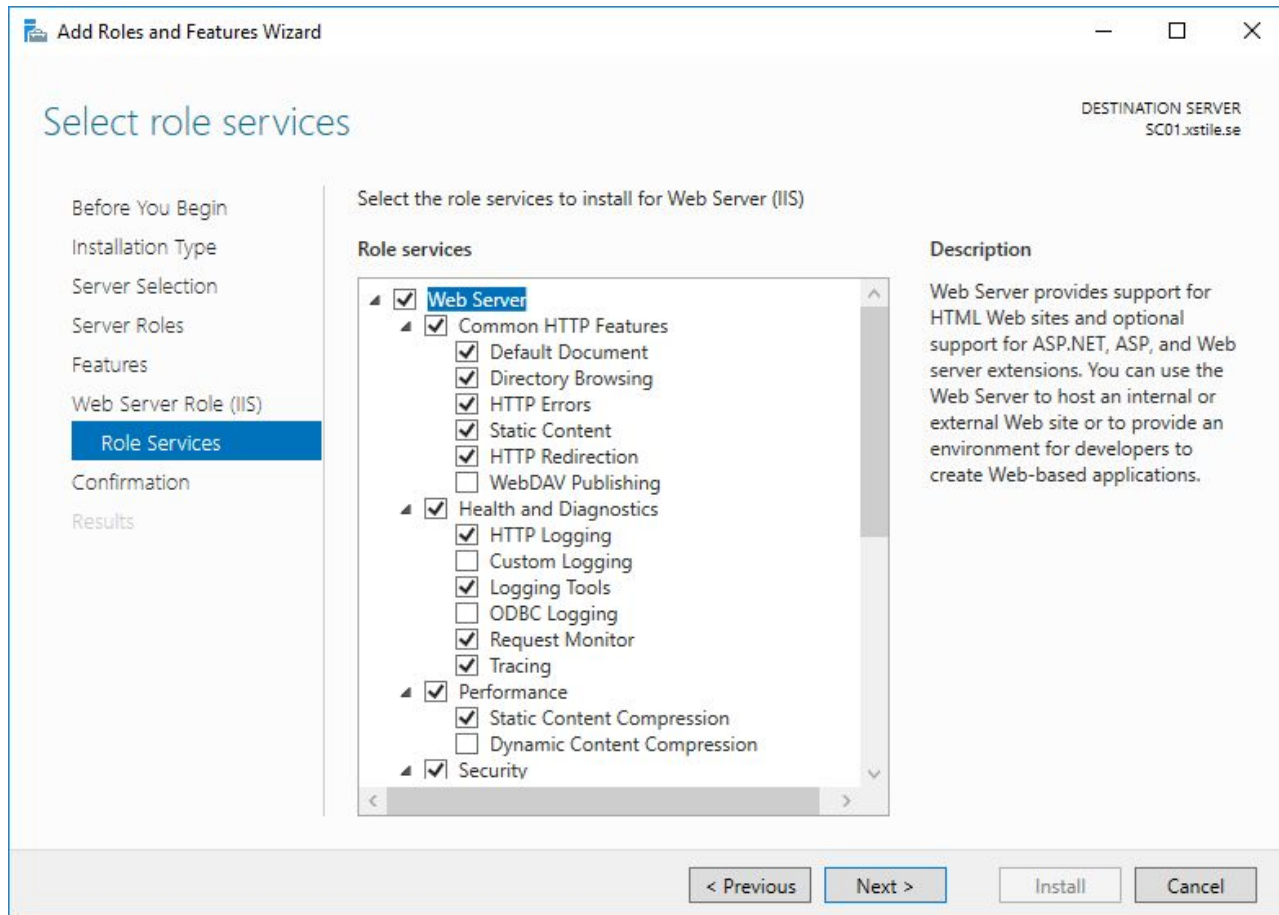 Add Roles and Features Wizard
Select role services
DESTINATION SERVER
SC01.xstile.se
Before You Begin
Installation Type
Server Selection
Server Roles
Features
Web Server Role (IIS)
Role Services
Confirmation
Results
Select the role services to install for Web Server (IIS)
Role services
Web Server
Common HTTP Features
Default Document
Directory Browsing
HTTP Errors
Static Content
HTTP Redirection
WebDAV Publishing
Health and Diagnostics
HTTP Logging
Custom Logging
Logging Tools
ODBC Logging
Request Monitor
Tracing
Performance
Static Content Compression
Dynamic Content Compression
Security
Description
Web Server provides support for
HTML Web sites and optional
support for ASP.NET, ASP, and Web
server extensions. You can use the
Web Server to host an internal or
external Web site or to provide an
environment for developers to
create Web-based applications.
< Previous
Next >
Install
Cancel